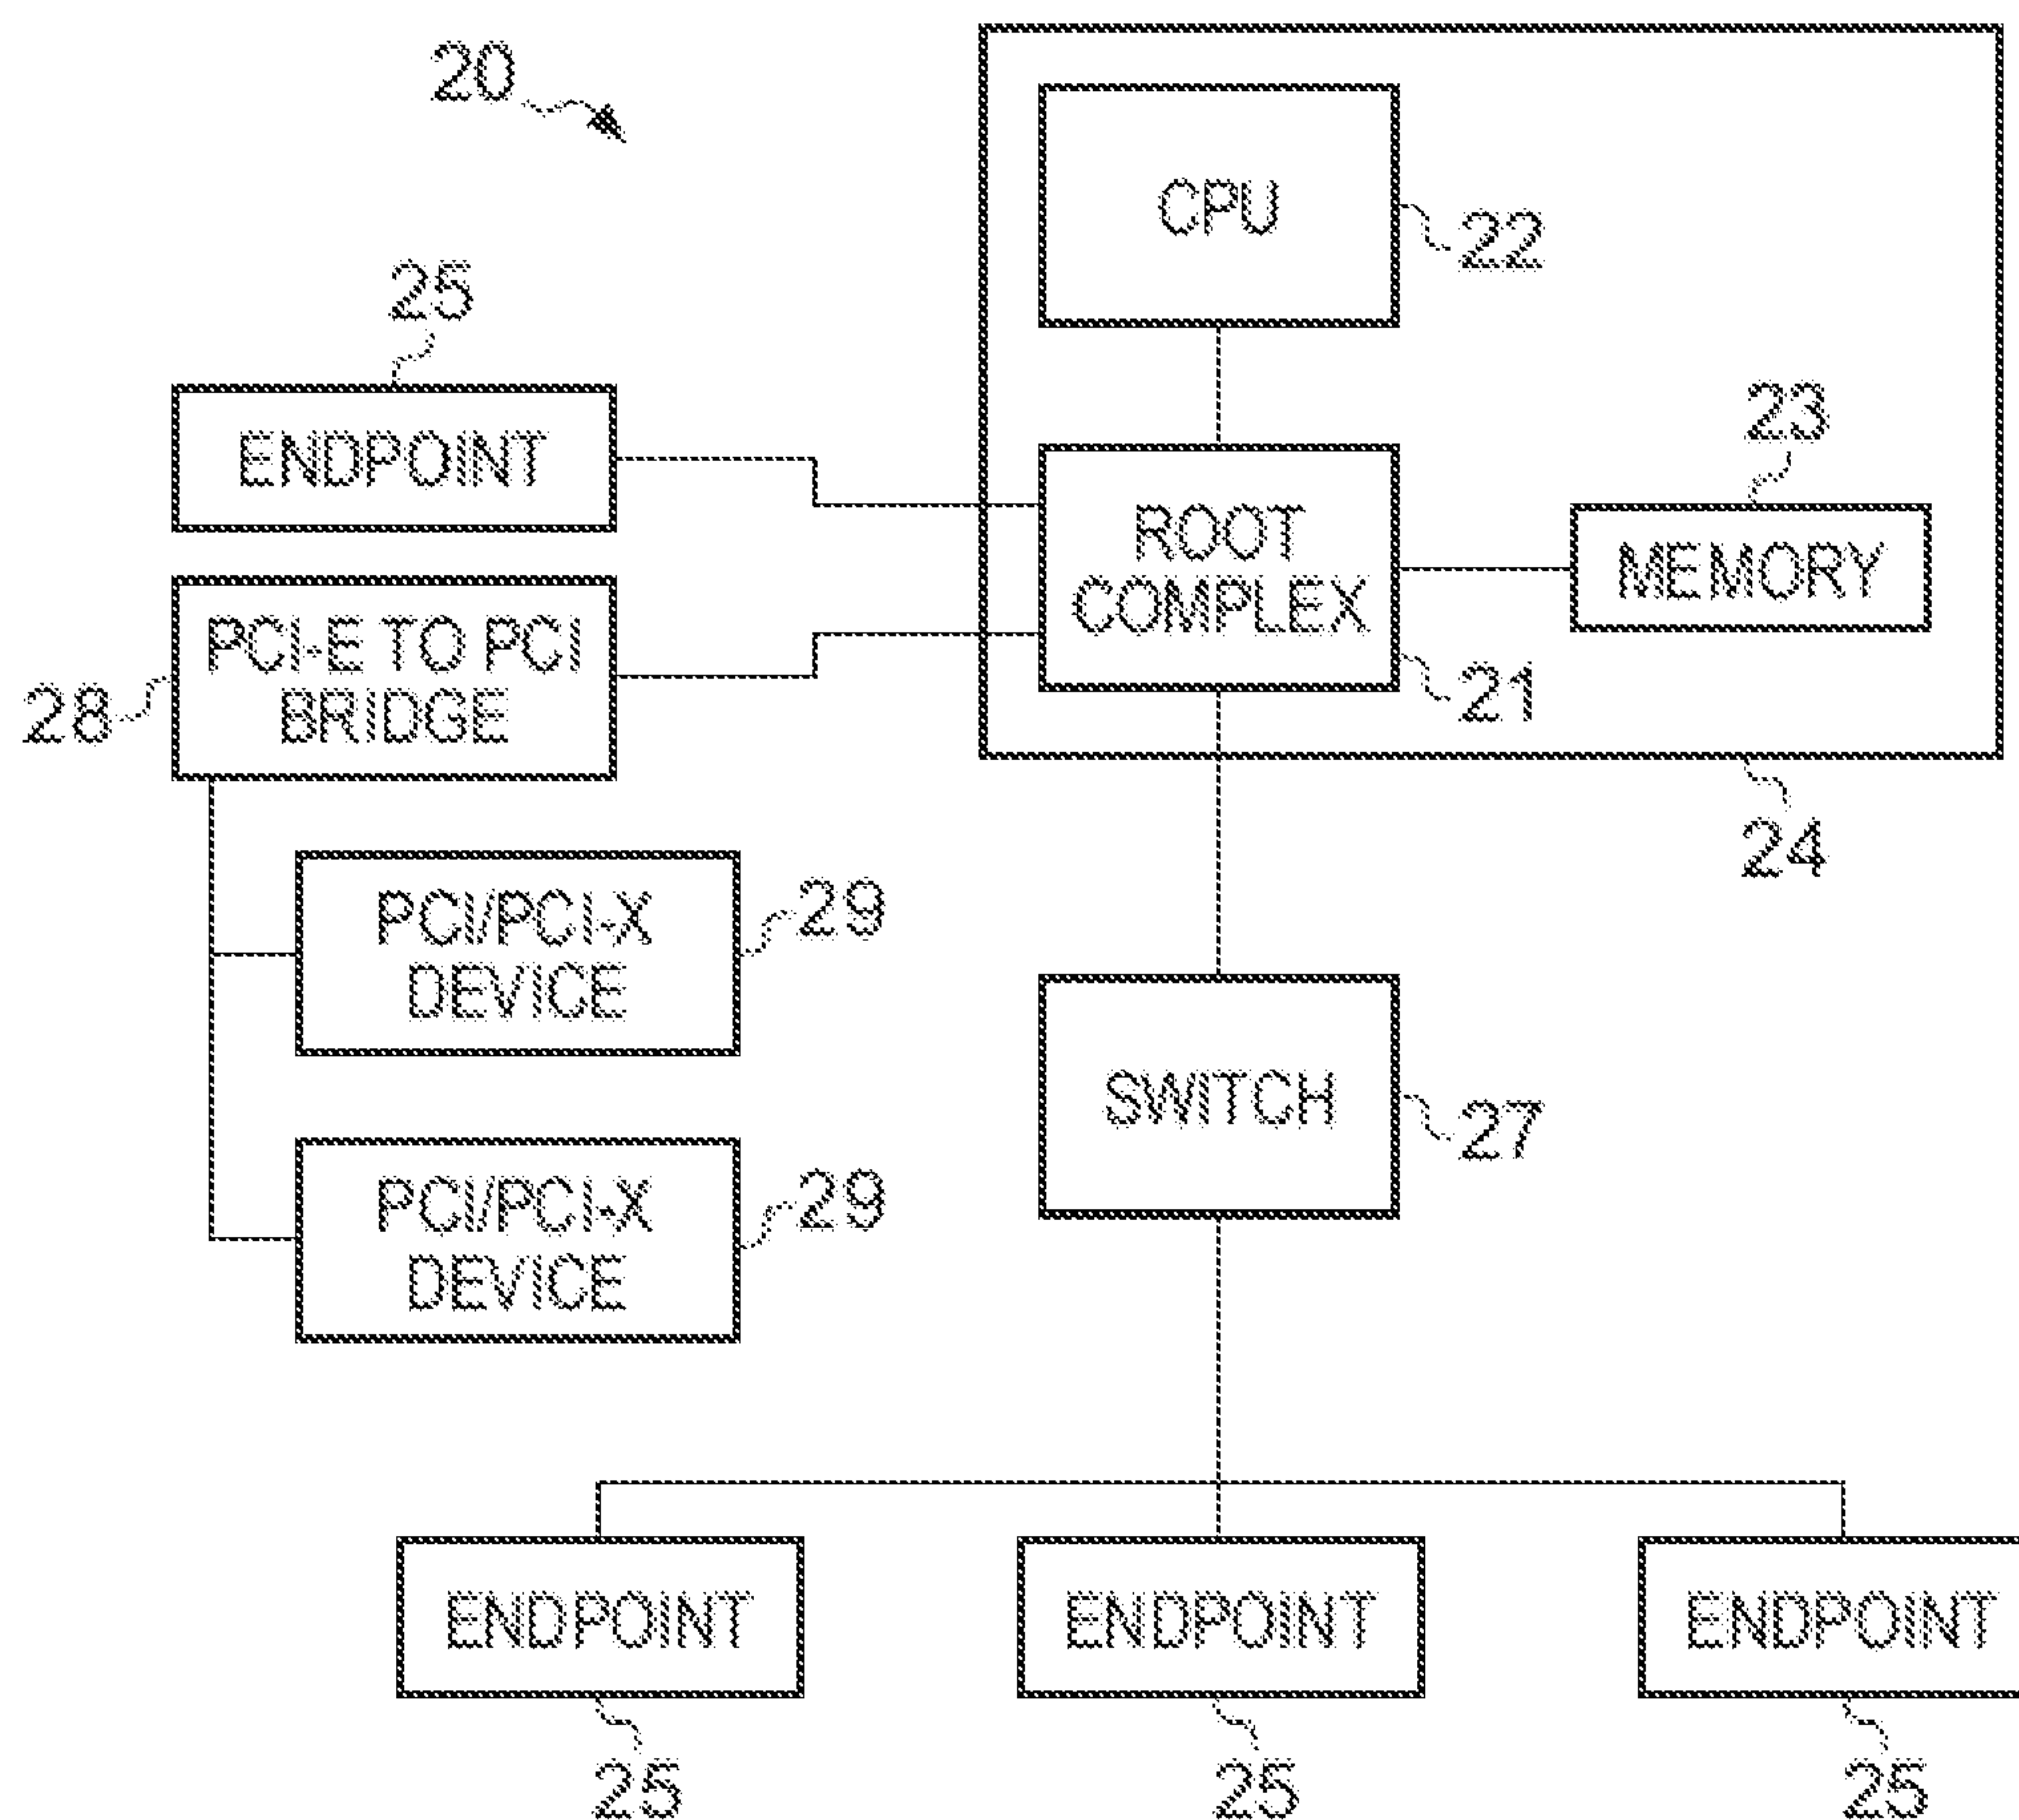 20
CPU
22
25
ENDPOINT
23
ROOT
COMPLEX
MEMORY
21
PCI-E TO PCI
BRIDGE
28
24
PCI/PCI-X
DEVICE
29
SWITCH
27
PCI/PCI-X
DEVICE
29
ENDPOINT
ENDPOINT
ENDPOINT
25
25
25